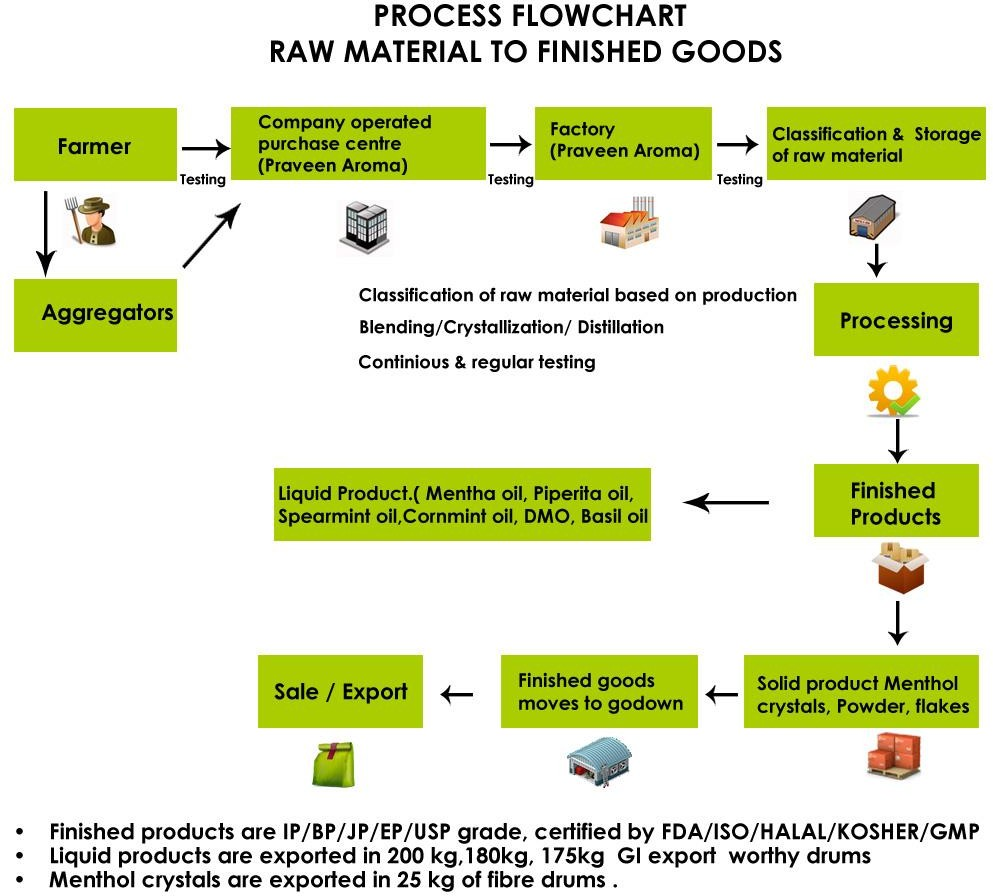 PROCESS FLOWCHART
RAW MATERIAL TO FINISHED GOODS
Farmer
Testing
Company operated
purchase centre
(Praveen Aroma)
Testing
Factory
(Praveen Aroma)
Testing
Classification & Storage
of raw material
Aggregators
Classification of raw material based on production
Blending/Crystallization/ Distillation
Continious & regular testing
Processing
Liquid Product.( Mentha oil, Piperita oil,
Spearmint oil,Cornmint oil, DMO, Basil oil
Finished
Products
Sale / Export
Finished goods
moves to godown
Solid product Menthol
crystals, Powder, flakes
• Finished products are IP/BP/JP/EP/USP grade, certified by FDA/ISO/HALAL/KOSHER/GMP
• Liquid products are exported in 200 kg,180kg, 175kg GI export worthy drums
• Menthol crystals are exported in 25 kg of fibre drums .